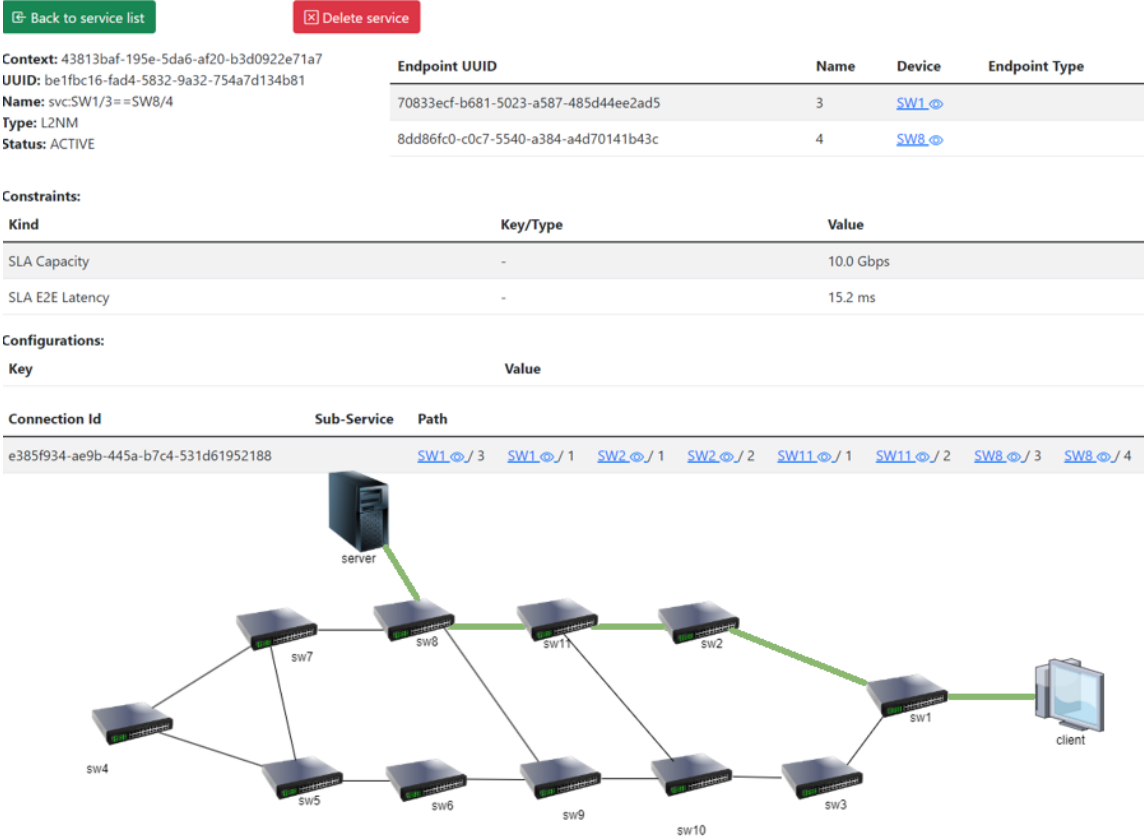 Back to service list
Delete service
Context: 43813baf-195e-5da6-af20-b3d0922e71a7
UUID: be1fbc16-fad4-5832-9a32-754a7d134b81
Name: svc:SW1/3==SW8/4
Type: L2NM
Status: ACTIVE
Endpoint UUID Name Device Endpoint Type
70833ecf-b681-5023-a587-485d44ee2ad5 3 SW1
8dd86fc0-c0c7-5540-a384-a4d70141b43c 4 SW8
Constraints:
Kind Key/Type Value
SLA Capacity - 10.0 Gbps
SLA E2E Latency - 15.2 ms
Configurations:
Key Value
Connection Id Sub-Service Path
e385f934-ae9b-445a-b7c4-531d61952188 SW1 / 3 SW1 / 1 SW2 / 1 SW2 / 2 SW11 / 1 SW11 / 2 SW8 / 3 SW8 / 4
server
sw7
sw8
sw11
sw2
sw1
client
sw4
sw5
sw6
sw9
sw10
sw3